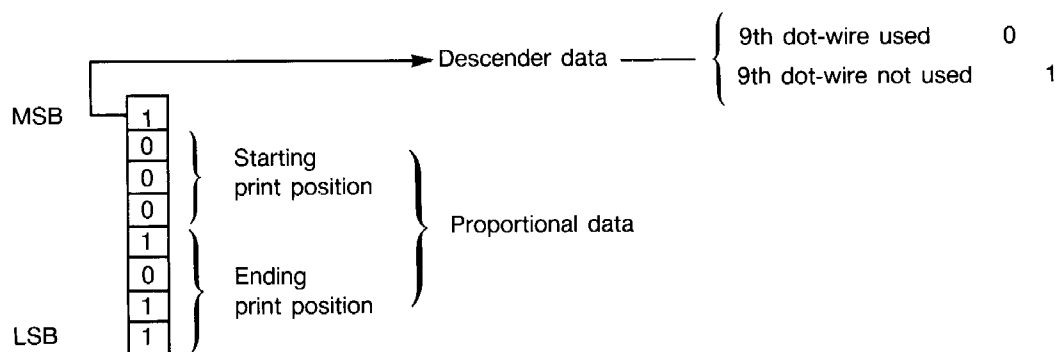 9th dot-wire used 0
Descender data
9th dot-wire not used 1
MSB 1
0
Starting
0
print position
0
Proportional data
1
0
Ending
print position
1
LSB 1